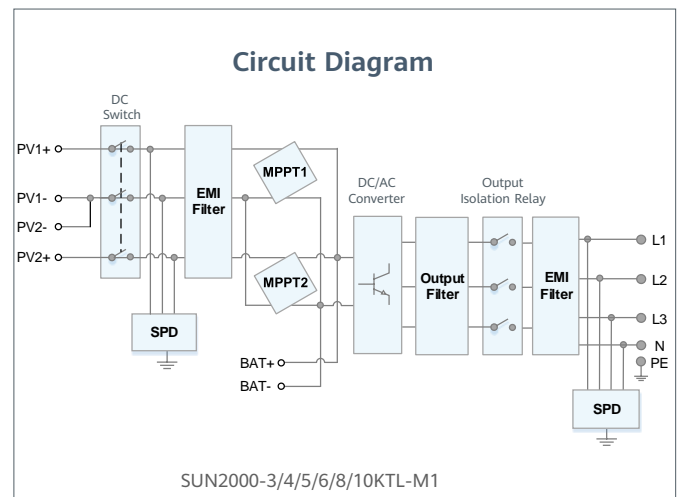 Circuit Diagram
DC
Switch
PV1+
PV1-
PV2-
PV2+
EMI
Filter
SPD
MPPT1
MPPT2
BAT+
BAT-
DC/AC
Converter
Output
Filter
Output
Isolation Relay
EMI
Filter
L1
L2
L3
N
PE
SPD
SUN2000-3/4/5/6/8/10KTL-M1